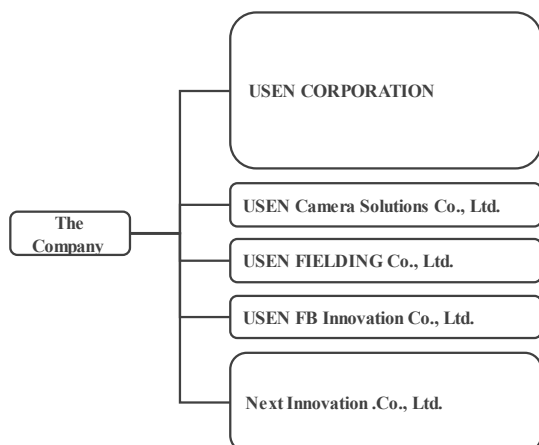 USEN CORPORATION
USEN Camera Solutions Co., Ltd.
The
Company
USEN FIELDING Co., Ltd.
USEN FB Innovation Co., Ltd.
Next Innovation .Co., Ltd.